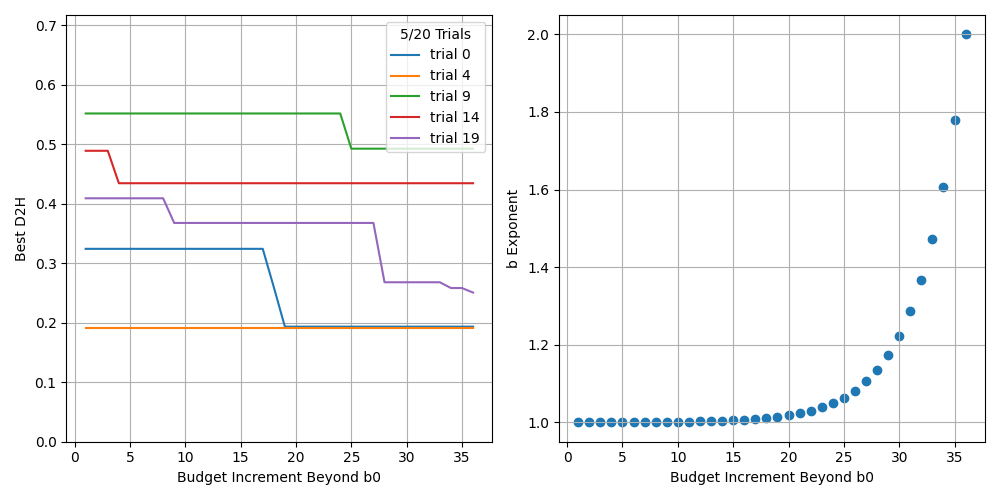 0.7
0.6
0.5
0.4
0.3
0.2
0.1
0.0
Best D2H
0 5 10 15 20 25 30 35
Budget Increment Beyond b0
5/20 Trials
trial 0
trial 4
trial 9
trial 14
trial 19
2.0
1.8
1.6
1.4
1.2
1.0
b Exponent
0 5 10 15 20 25 30 35
Budget Increment Beyond b0